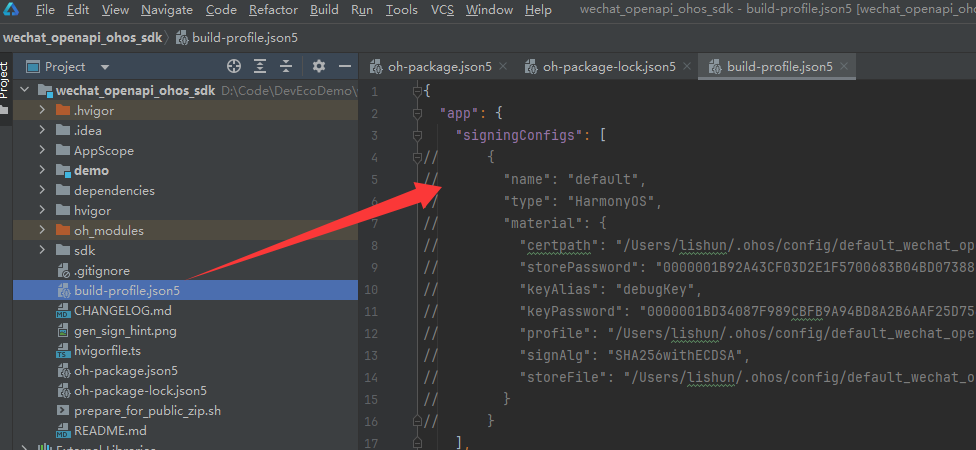 File Edit View Navigate Code Refactor Build Run Tools VCS Window Help wechat_openapi_ohos_sdk - build-profile.json5 [wechat_openapi_oh
wechat_openapi_ohos_sdk build-profile.json5
Project
Project
oh-package.json5 oh-package-lock.json5 build-profile.json5
wechat_openapi_ohos_sdk D:\Code\DevEcoDemo\
.hvigor
.idea
AppScope
demo
dependencies
hvigor
oh_modules
sdk
.gitignore
build-profile.json5
CHANGELOG.md
gen_sign_hint.png
hvigorfile.ts
oh-package.json5
oh-package-lock.json5
prepare_for_public_zip.sh
README.md
External Libraries
1 {
2 "app": {
3 "signingConfigs": [
4 // {
5 // "name": "default",
6 // "type": "HarmonyOS",
7 // "material": {
8 // "certpath": "/Users/lishun/.ohos/config/default_wechat_op
9 // "storePassword": "0000001B92A43CF03D2E1F5700683B04BD07388
10 // "keyAlias": "debugKey",
11 // "keyPassword": "0000001BD34087F989CBFB9A94BD8A2B6AAF25D75
12 // "profile": "/Users/lishun/.ohos/config/default_wechat_ope
13 // "signAlg": "SHA256withECDSA",
14 // "storeFile": "/Users/lishun/.ohos/config/default_wechat_o
15 // }
16 // }
17 ],